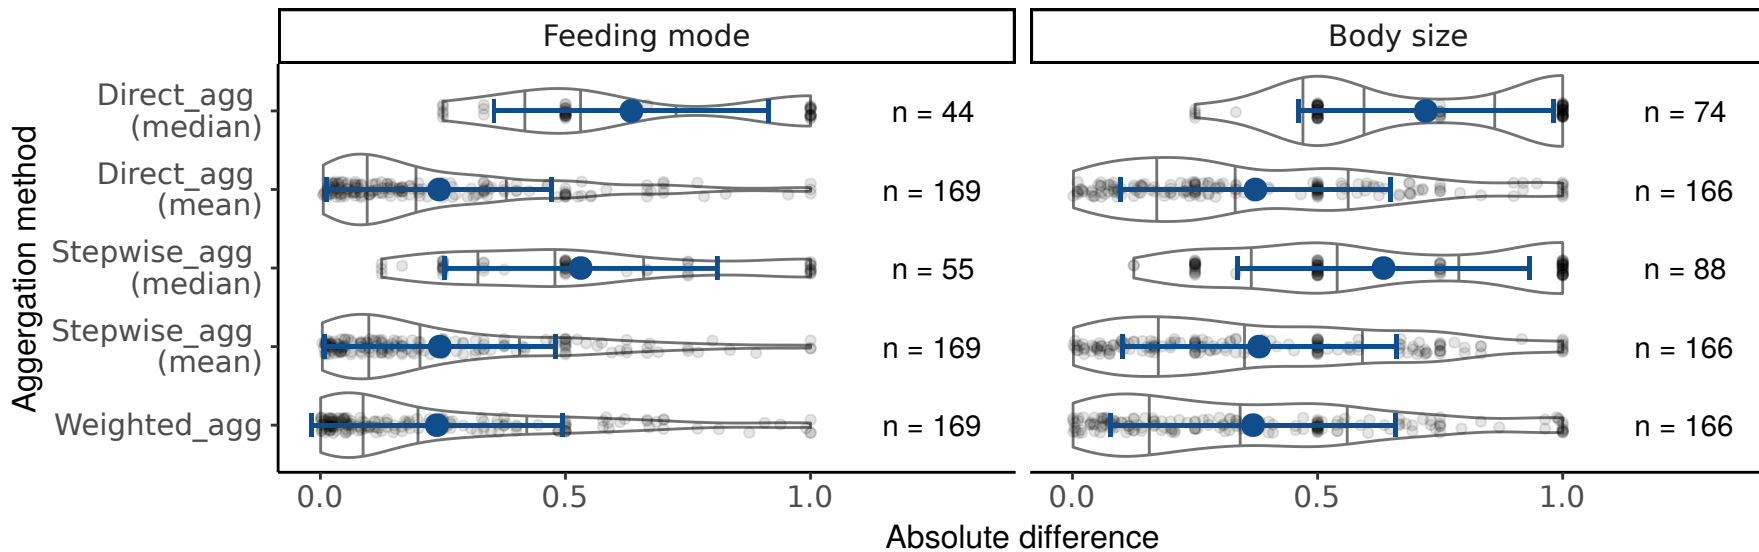 Feeding mode
Body size
Aggergation method
Direct_agg
(median)
n = 44
n = 74
Direct_agg
(mean)
n = 169
n = 166
Stepwise_agg
(median)
n = 55
n = 88
Stepwise_agg
(mean)
n = 169
n = 166
Weighted_agg
n = 169
n = 166
0.0 0.5 1.0
0.0 0.5 1.0
Absolute difference